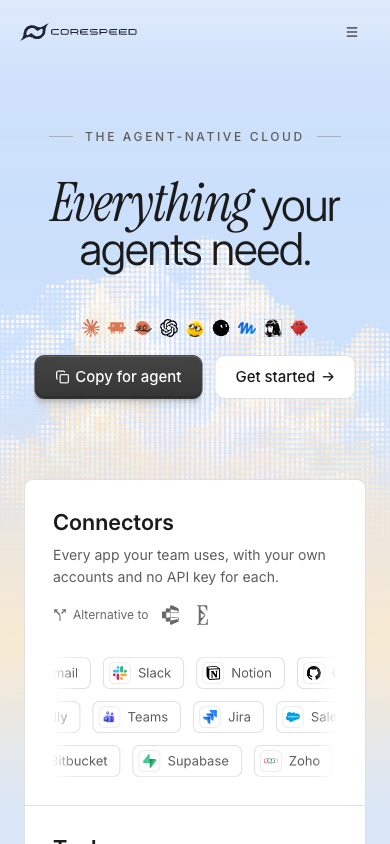 CORESPEED
THE AGENT-NATIVE CLOUD
Everything your
agents need.
Copy for agent
Get started →
Connectors
Every app your team uses, with your own
accounts and no API key for each.
Alternative to
Slack
Notion
Teams
Jira
Supabase
Zoho